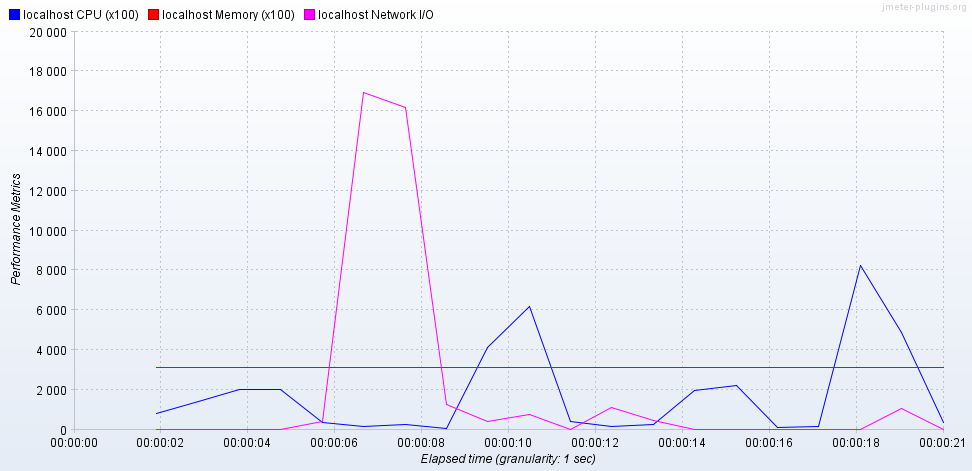 localhost CPU (x100) localhost Memory (x100) localhost Network I/O
jmeter-plugins.org
20 000
18 000
16 000
14 000
12 000
10 000
8 000
6 000
4 000
2 000
0
Performance Metrics
00:00:00 00:00:02 00:00:04 00:00:06 00:00:08 00:00:10 00:00:12 00:00:14 00:00:16 00:00:18 00:00:21
Elapsed time (granularity: 1 sec)